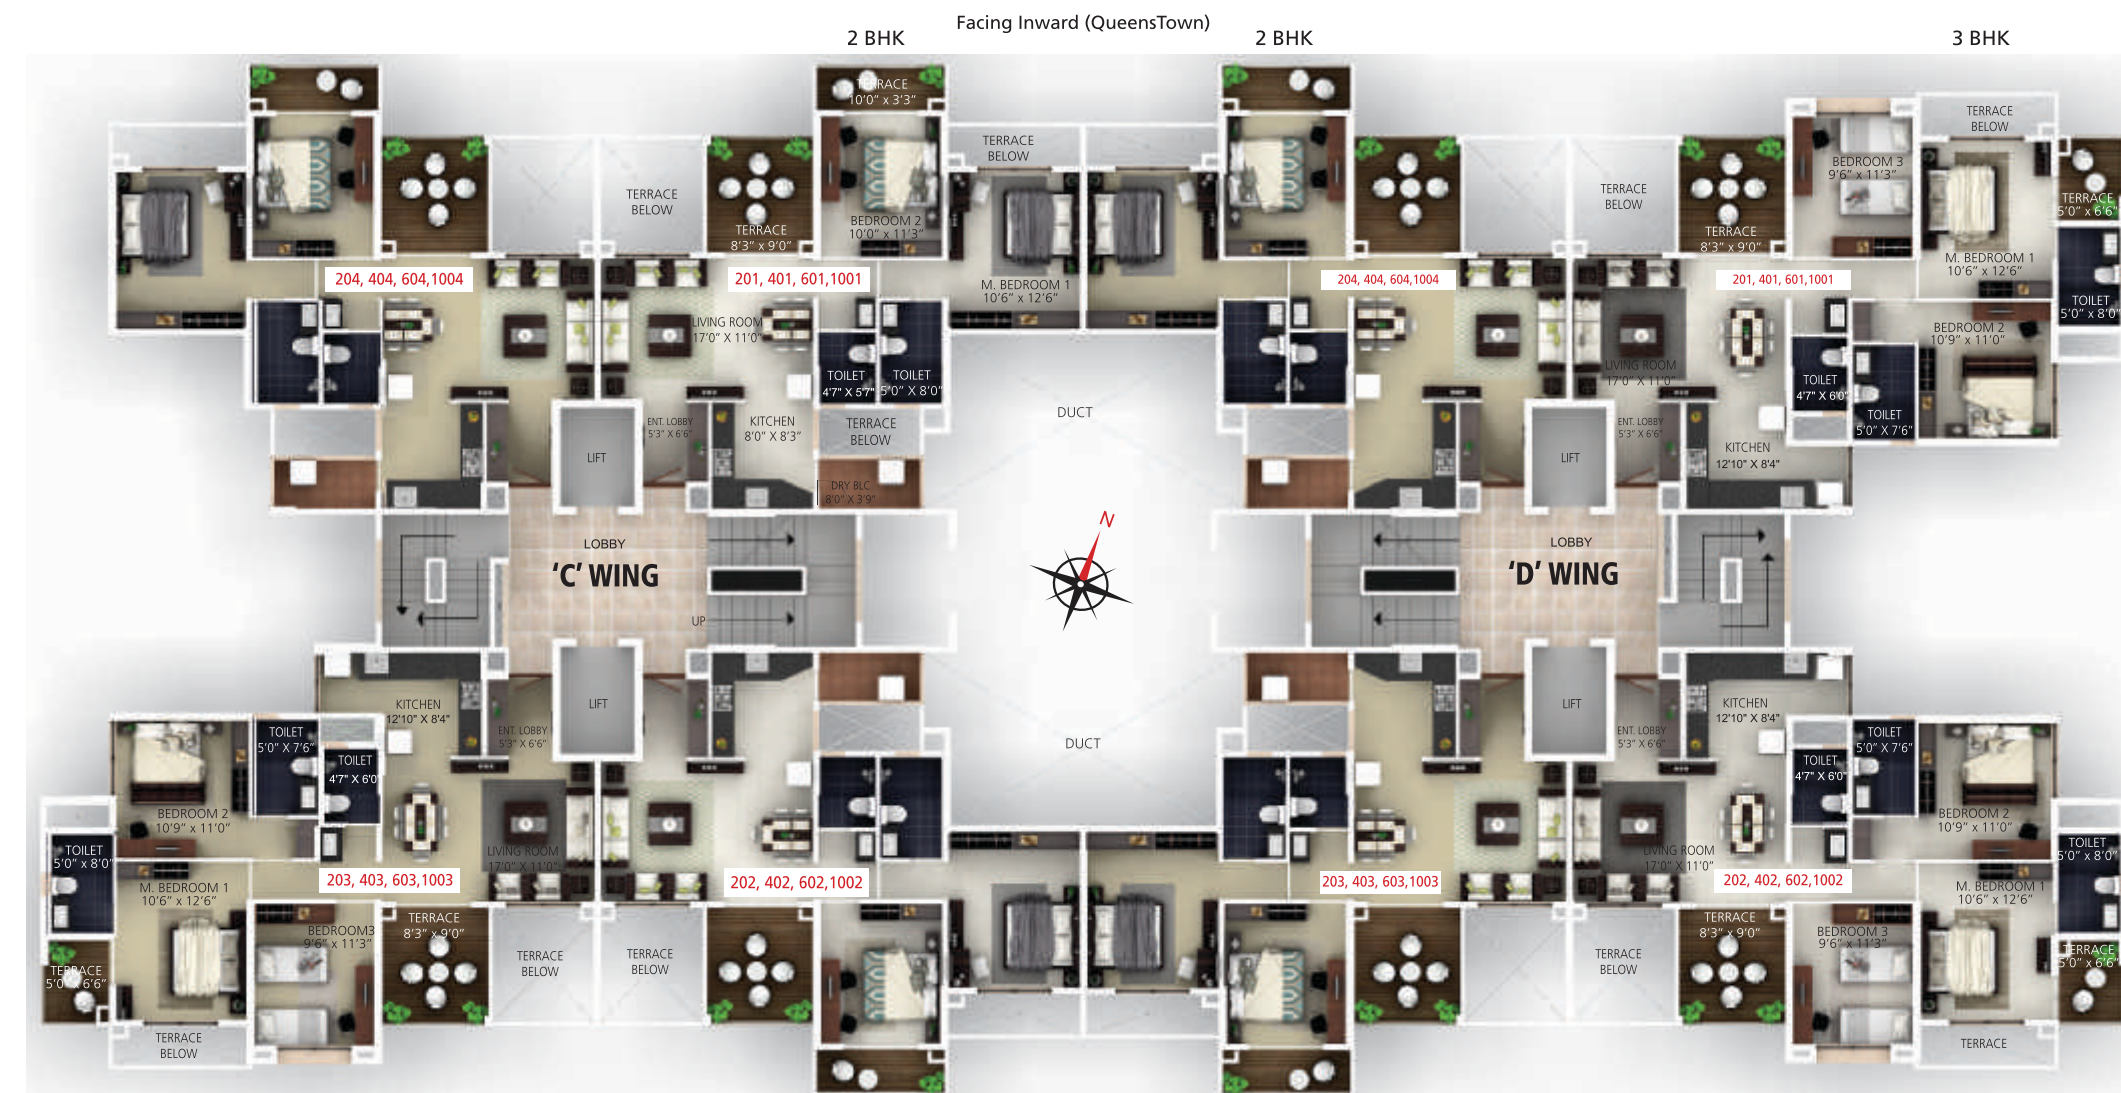 Facing Inward (QueensTown)
2 BHK
2 BHK
3 BHK
TERRACE
10'0" x 3'3"
TERRACE
BELOW
TERRACE
BELOW
TERRACE
8'3" x 9'0"
BEDROOM 2
10'0" x 11'3"
M. BEDROOM 1
10'6" x 12'6"
204, 404, 604,1004
201, 401, 601,1001
LIVING ROOM
17'0" X 11'0"
TOILET
4'7" X 5'7"
TOILET
5'0" X 8'0"
ENT. LOBBY
5'3" X 6'6"
KITCHEN
8'0" X 8'3"
TERRACE
BELOW
LIFT
DRY BLC
8'0" X 3'9"
DUCT
TERRACE
BELOW
TERRACE
8'3" x 9'0"
BEDROOM 3
9'6" x 11'3"
TERRACE
BELOW
TERRACE
5'0" x 6'6"
M. BEDROOM 1
10'6" x 12'6"
204, 404, 604,1004
201, 401, 601,1001
TOILET
5'0" X 8'0"
BEDROOM 2
10'9" x 11'0"
LIVING ROOM
17'0" X 11'0"
TOILET
4'7" X 6'0"
TOILET
5'0" X 7'6"
ENT. LOBBY
5'3" X 6'6"
KITCHEN
12'10" X 8'4"
LIFT
LOBBY
'C' WING
UP
N
LOBBY
'D' WING
KITCHEN
12'10" X 8'4"
LIFT
ENT. LOBBY
5'3" X 6'6"
TOILET
5'0" X 7'6"
TOILET
4'7" X 6'0"
BEDROOM 2
10'9" x 11'0"
TOILET
5'0" x 8'0"
M. BEDROOM 1
10'6" x 12'6"
LIVING ROOM
17'0" X 11'0"
203, 403, 603,1003
202, 402, 602,1002
BEDROOM3
9'6" x 11'3"
TERRACE
8'3" x 9'0"
TERRACE
BELOW
TERRACE
BELOW
TERRACE
5'0" x 6'6"
TERRACE
BELOW
DUCT
LIFT
ENT. LOBBY
5'3" X 6'6"
KITCHEN
12'10" X 8'4"
TOILET
4'7" X 6'0"
TOILET
5'0" X 7'6"
BEDROOM 2
10'9" x 11'0"
TOILET
5'0" x 8'0"
LIVING ROOM
17'0" X 11'0"
203, 403, 603,1003
202, 402, 602,1002
M. BEDROOM 1
10'6" x 12'6"
TERRACE
8'3" x 9'0"
BEDROOM 3
9'6" x 11'3"
TERRACE
5'0" x 6'6"
TERRACE
BELOW
TERRACE